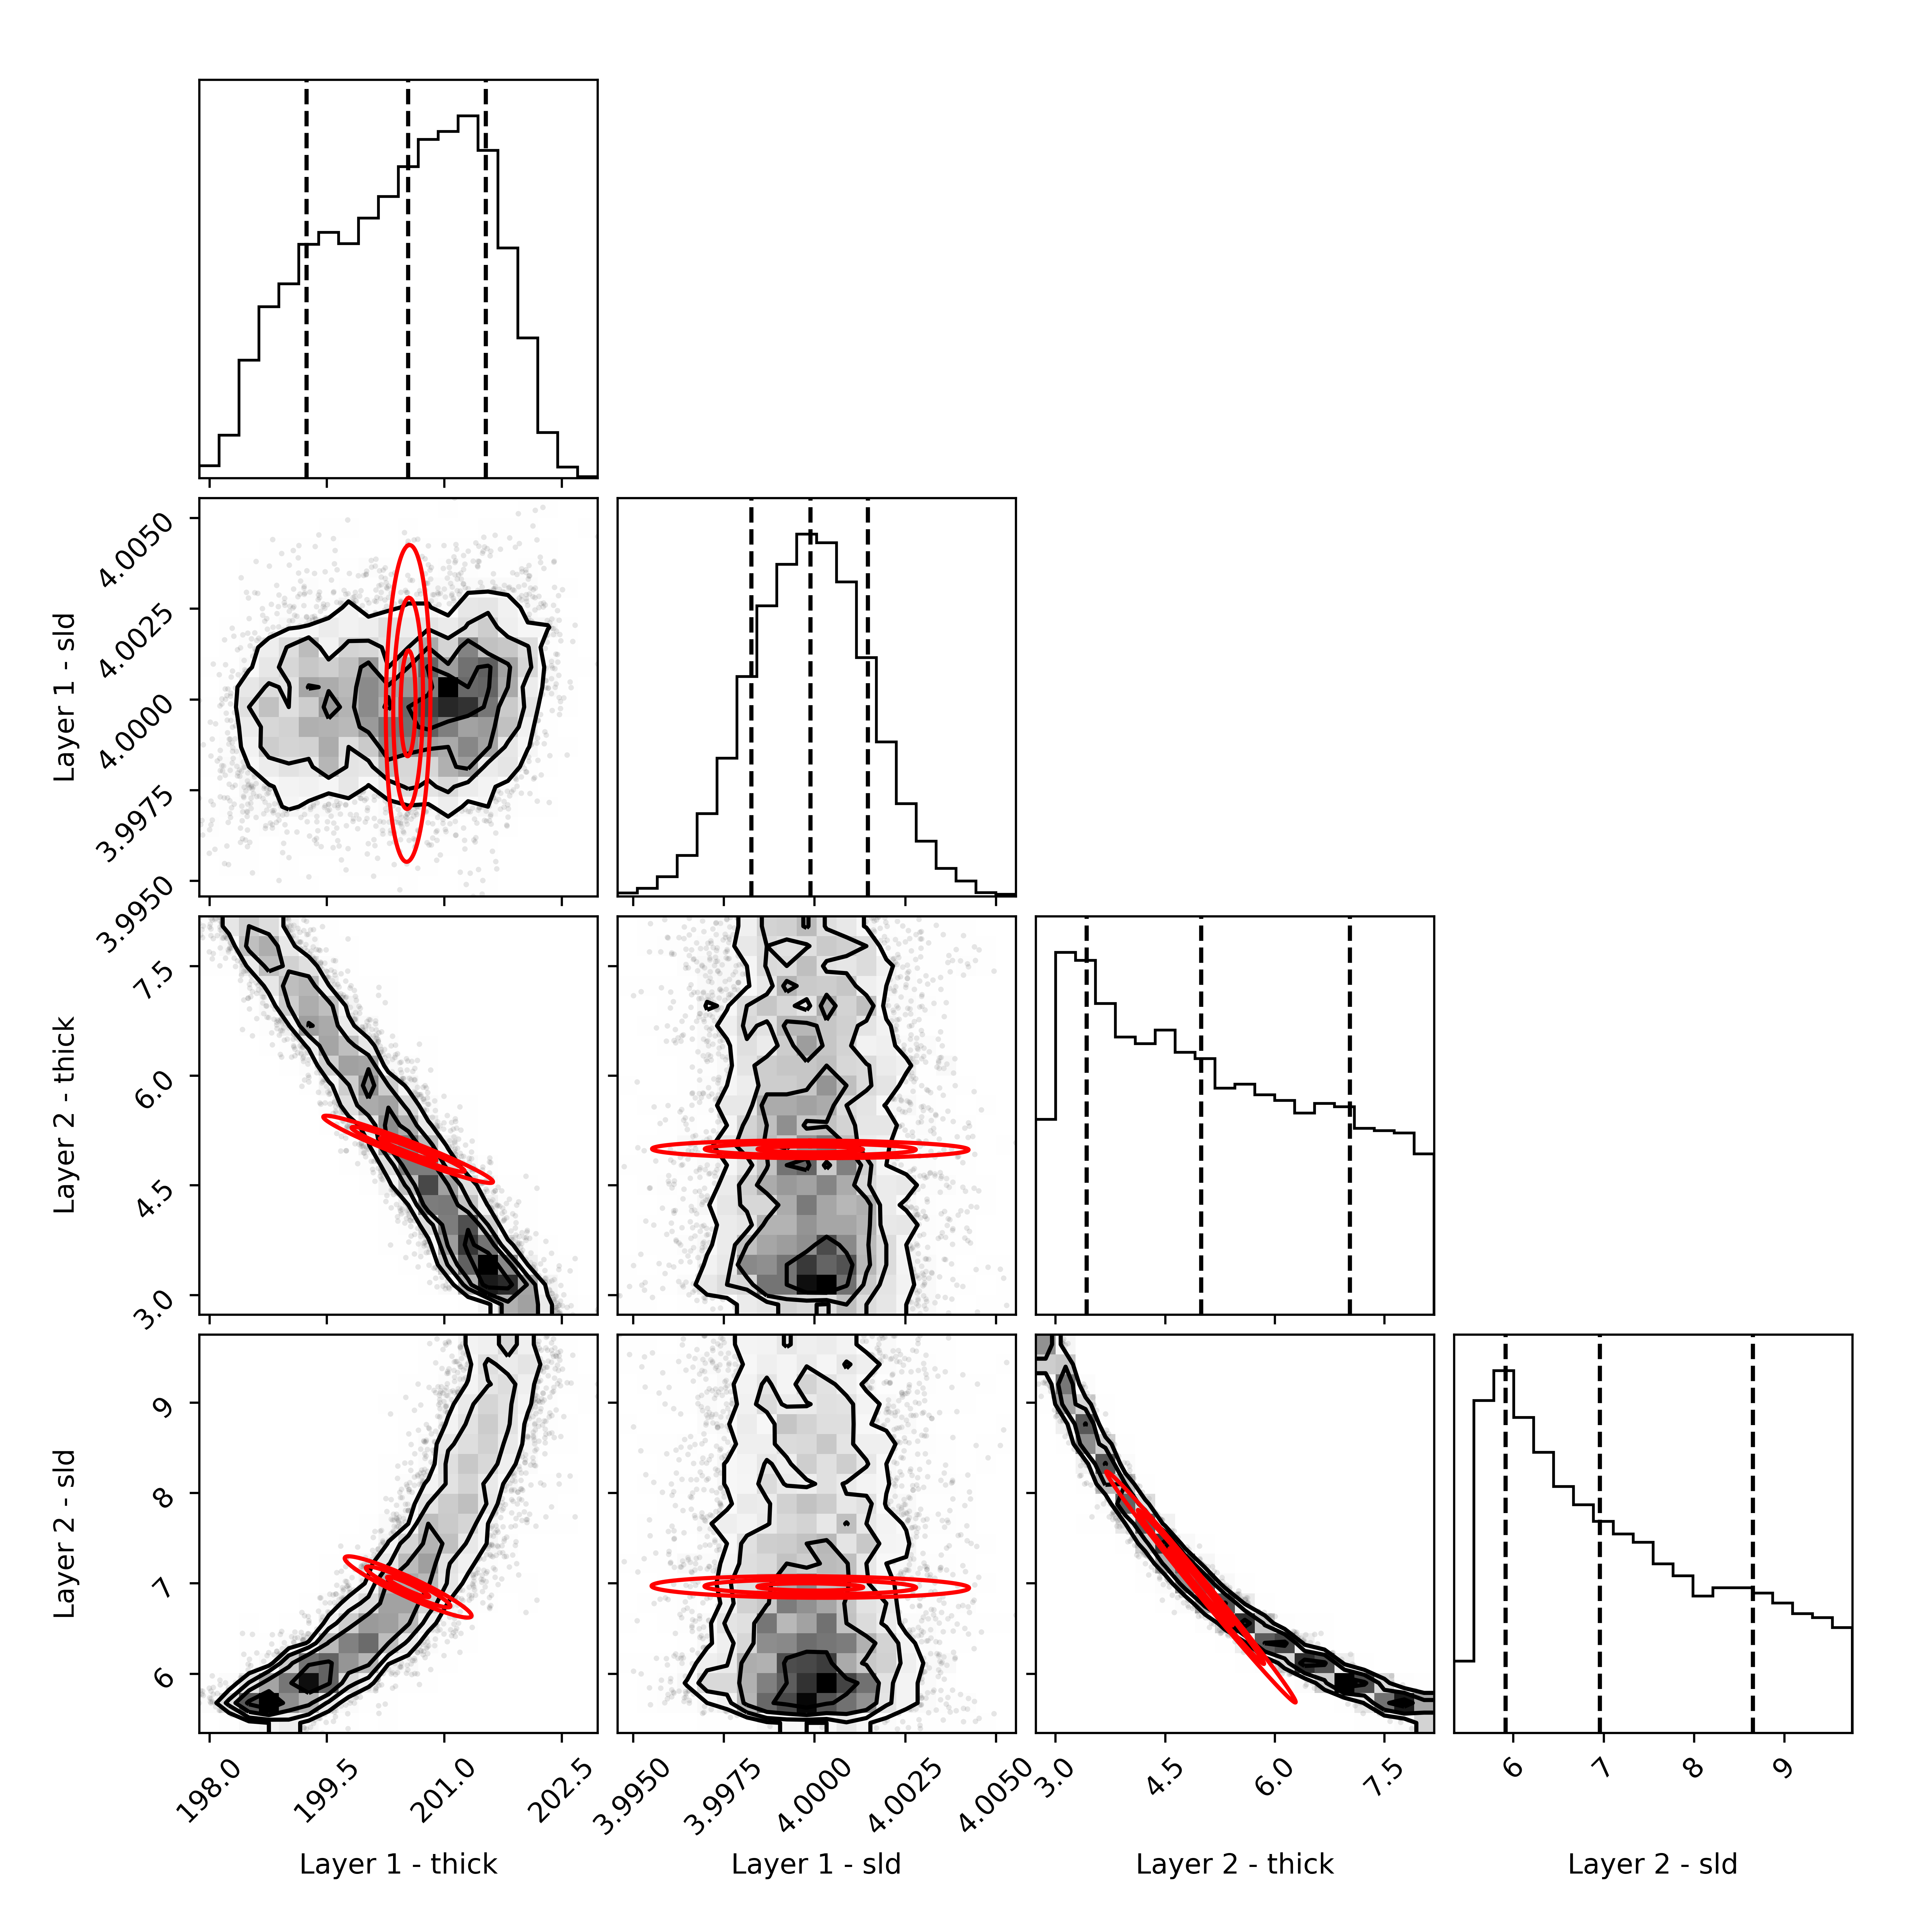 Layer 1 - sld
4.0050
4.0025
4.0000
3.9975
3.9950
Layer 2 - thick
7.5
6.0
4.5
3.0
Layer 2 - sld
9
8
7
6
198.0 199.5 201.0 202.5 3.9950 3.9975 4.0000 4.0025 4.0050 3.0 4.5 6.0 7.5 6 7 8 9
Layer 1 - thick Layer 1 - sld Layer 2 - thick Layer 2 - sld